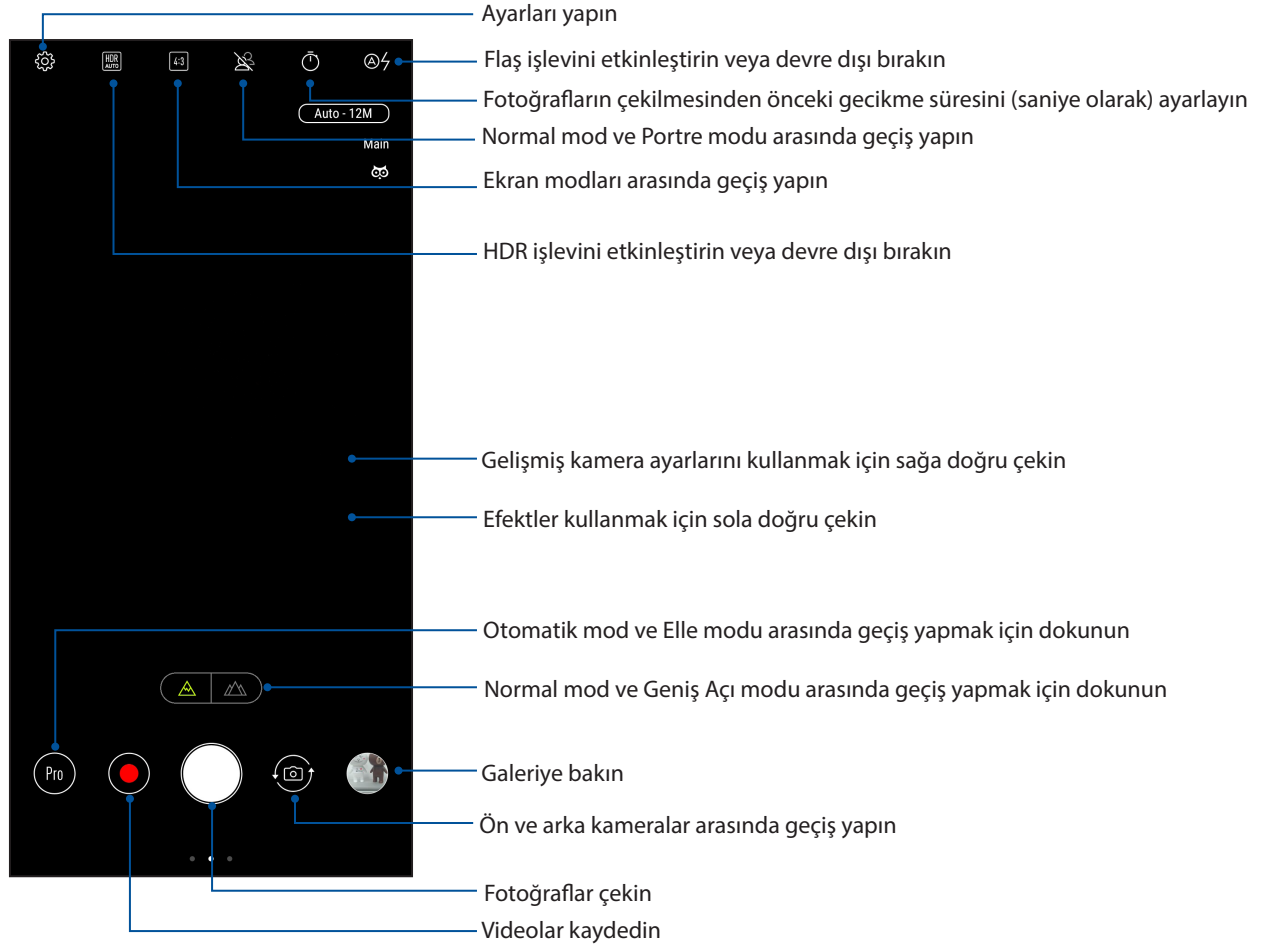 Ayarları yapın
Flaş işlevini etkinleştirin veya devre dışı bırakın
HDR
AUTO
4:3
A
Fotoğrafların çekilmesinden önceki gecikme süresini (saniye olarak) ayarlayın
Auto - 12M
Normal mod ve Portre modu arasında geçiş yapın
Main
Ekran modları arasında geçiş yapın
HDR işlevini etkinleştirin veya devre dışı bırakın
Gelişmiş kamera ayarlarını kullanmak için sağa doğru çekin
Efektler kullanmak için sola doğru çekin
Otomatik mod ve Elle modu arasında geçiş yapmak için dokunun
Normal mod ve Geniş Açı modu arasında geçiş yapmak için dokunun
Pro
Galeriye bakın
Ön ve arka kameralar arasında geçiş yapın
Fotoğraflar çekin
Videolar kaydedin